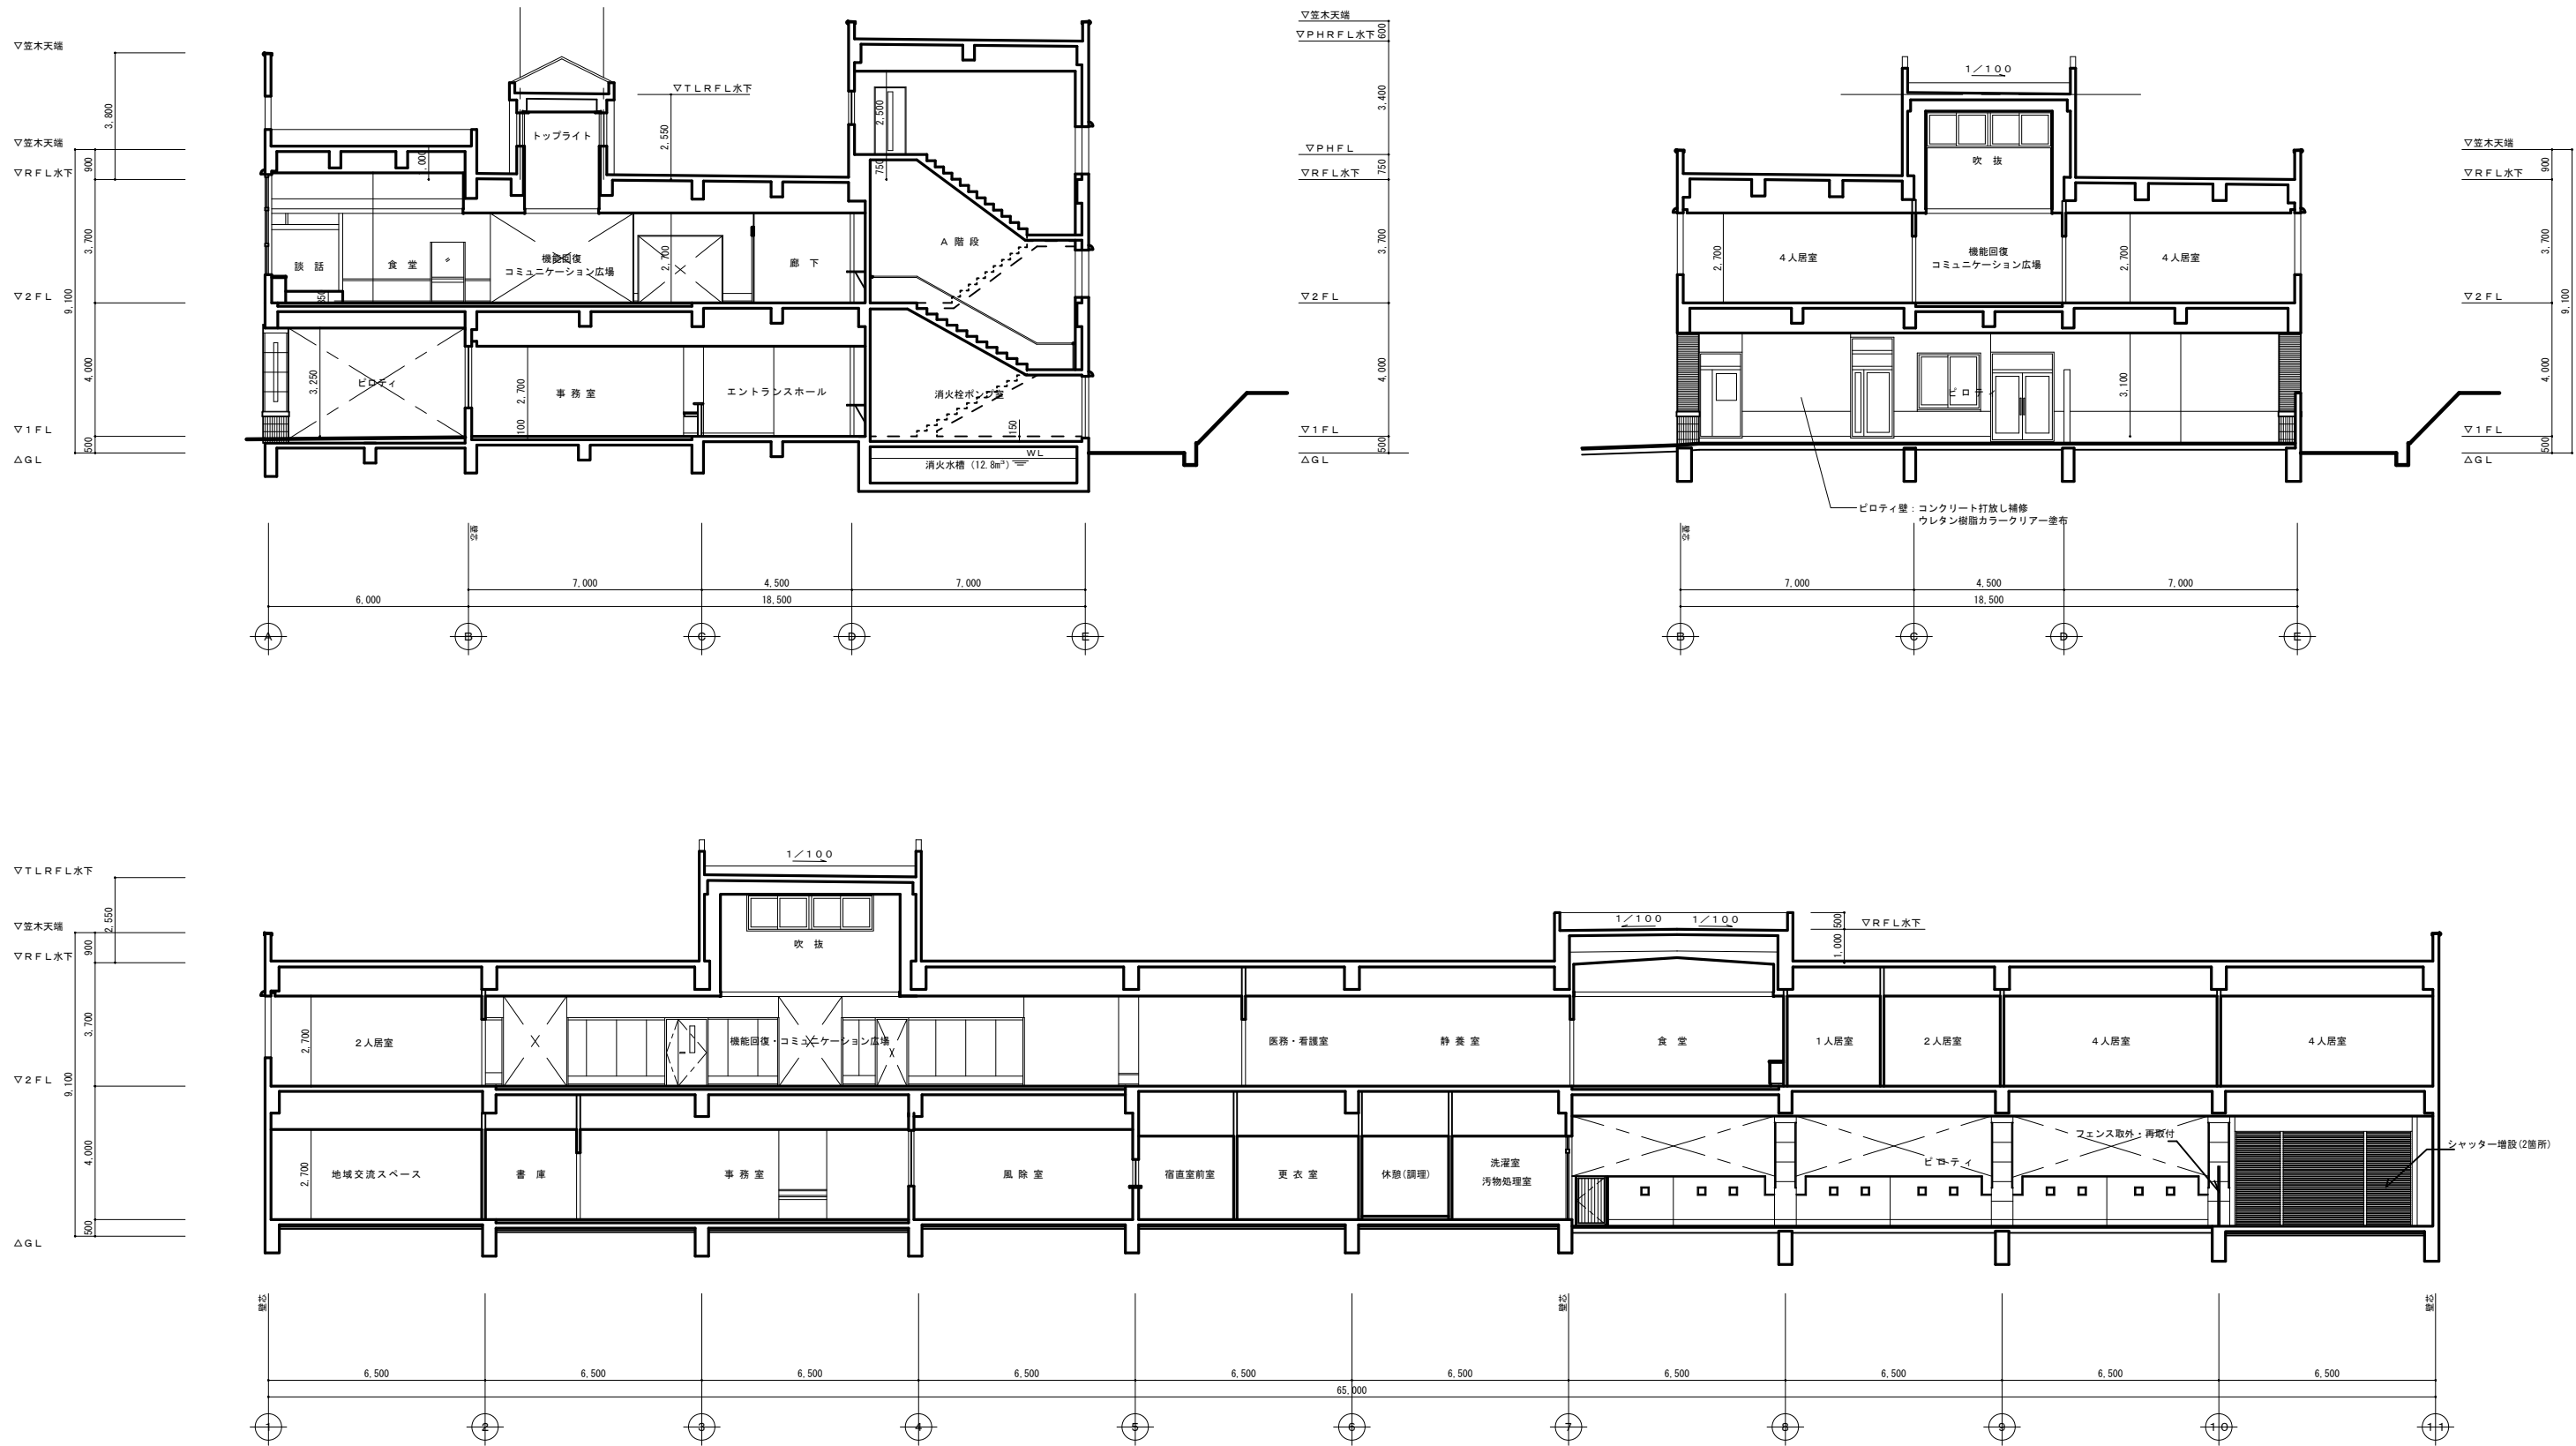 ▽笠木天端
3,800
▽笠木天端
900
▽RFL水下
3,700
▽2FL
9,100
4,000
▽1FL
500
△GL
トップライト
▽TLRFL水下
2,550
2,500
750
談話
食堂
機能回復
コミュニケーション広場
2,700
廊下
A階段
850
ピロティ
3,250
事務室
2,700
100
エントランスホール
消火栓ポンプ室
150
WL
消火水槽 (12.8m³)
壁芯
7,000
4,500
7,000
6,000
18,500
A
B
C
D
E
▽笠木天端
600
▽PHRFL水下
3,400
▽PHFL
750
▽RFL水下
3,700
▽2FL
4,000
▽1FL
500
△GL
1/100
吹抜
2,700
4人居室
機能回復
コミュニケーション広場
2,700
4人居室
ピロティ
3,100
ピロティ壁:コンクリート打放し補修
ウレタン樹脂カラークリアー塗布
▽笠木天端
900
▽RFL水下
3,700
▽2FL
9,100
4,000
▽1FL
500
△GL
壁芯
7,000
4,500
7,000
18,500
B
C
D
E
▽TLRFL水下
2,550
▽笠木天端
900
▽RFL水下
3,700
▽2FL
9,100
4,000
500
△GL
1/100
吹抜
1/100
1/100
500
▽RFL水下
1,000
2,700
2人居室
機能回復・コミュニケーション広場
医務・看護室
静養室
食堂
1人居室
2人居室
4人居室
4人居室
2,700
地域交流スペース
書庫
事務室
風除室
宿直室前室
更衣室
休憩(調理)
洗濯室
汚物処理室
ピロティ
フェンス取外・再取付
シャッター増設(2箇所)
壁芯
壁芯
壁芯
6,500
6,500
6,500
6,500
6,500
6,500
6,500
6,500
6,500
6,500
65,000
1
2
3
4
5
6
7
8
9
10
11